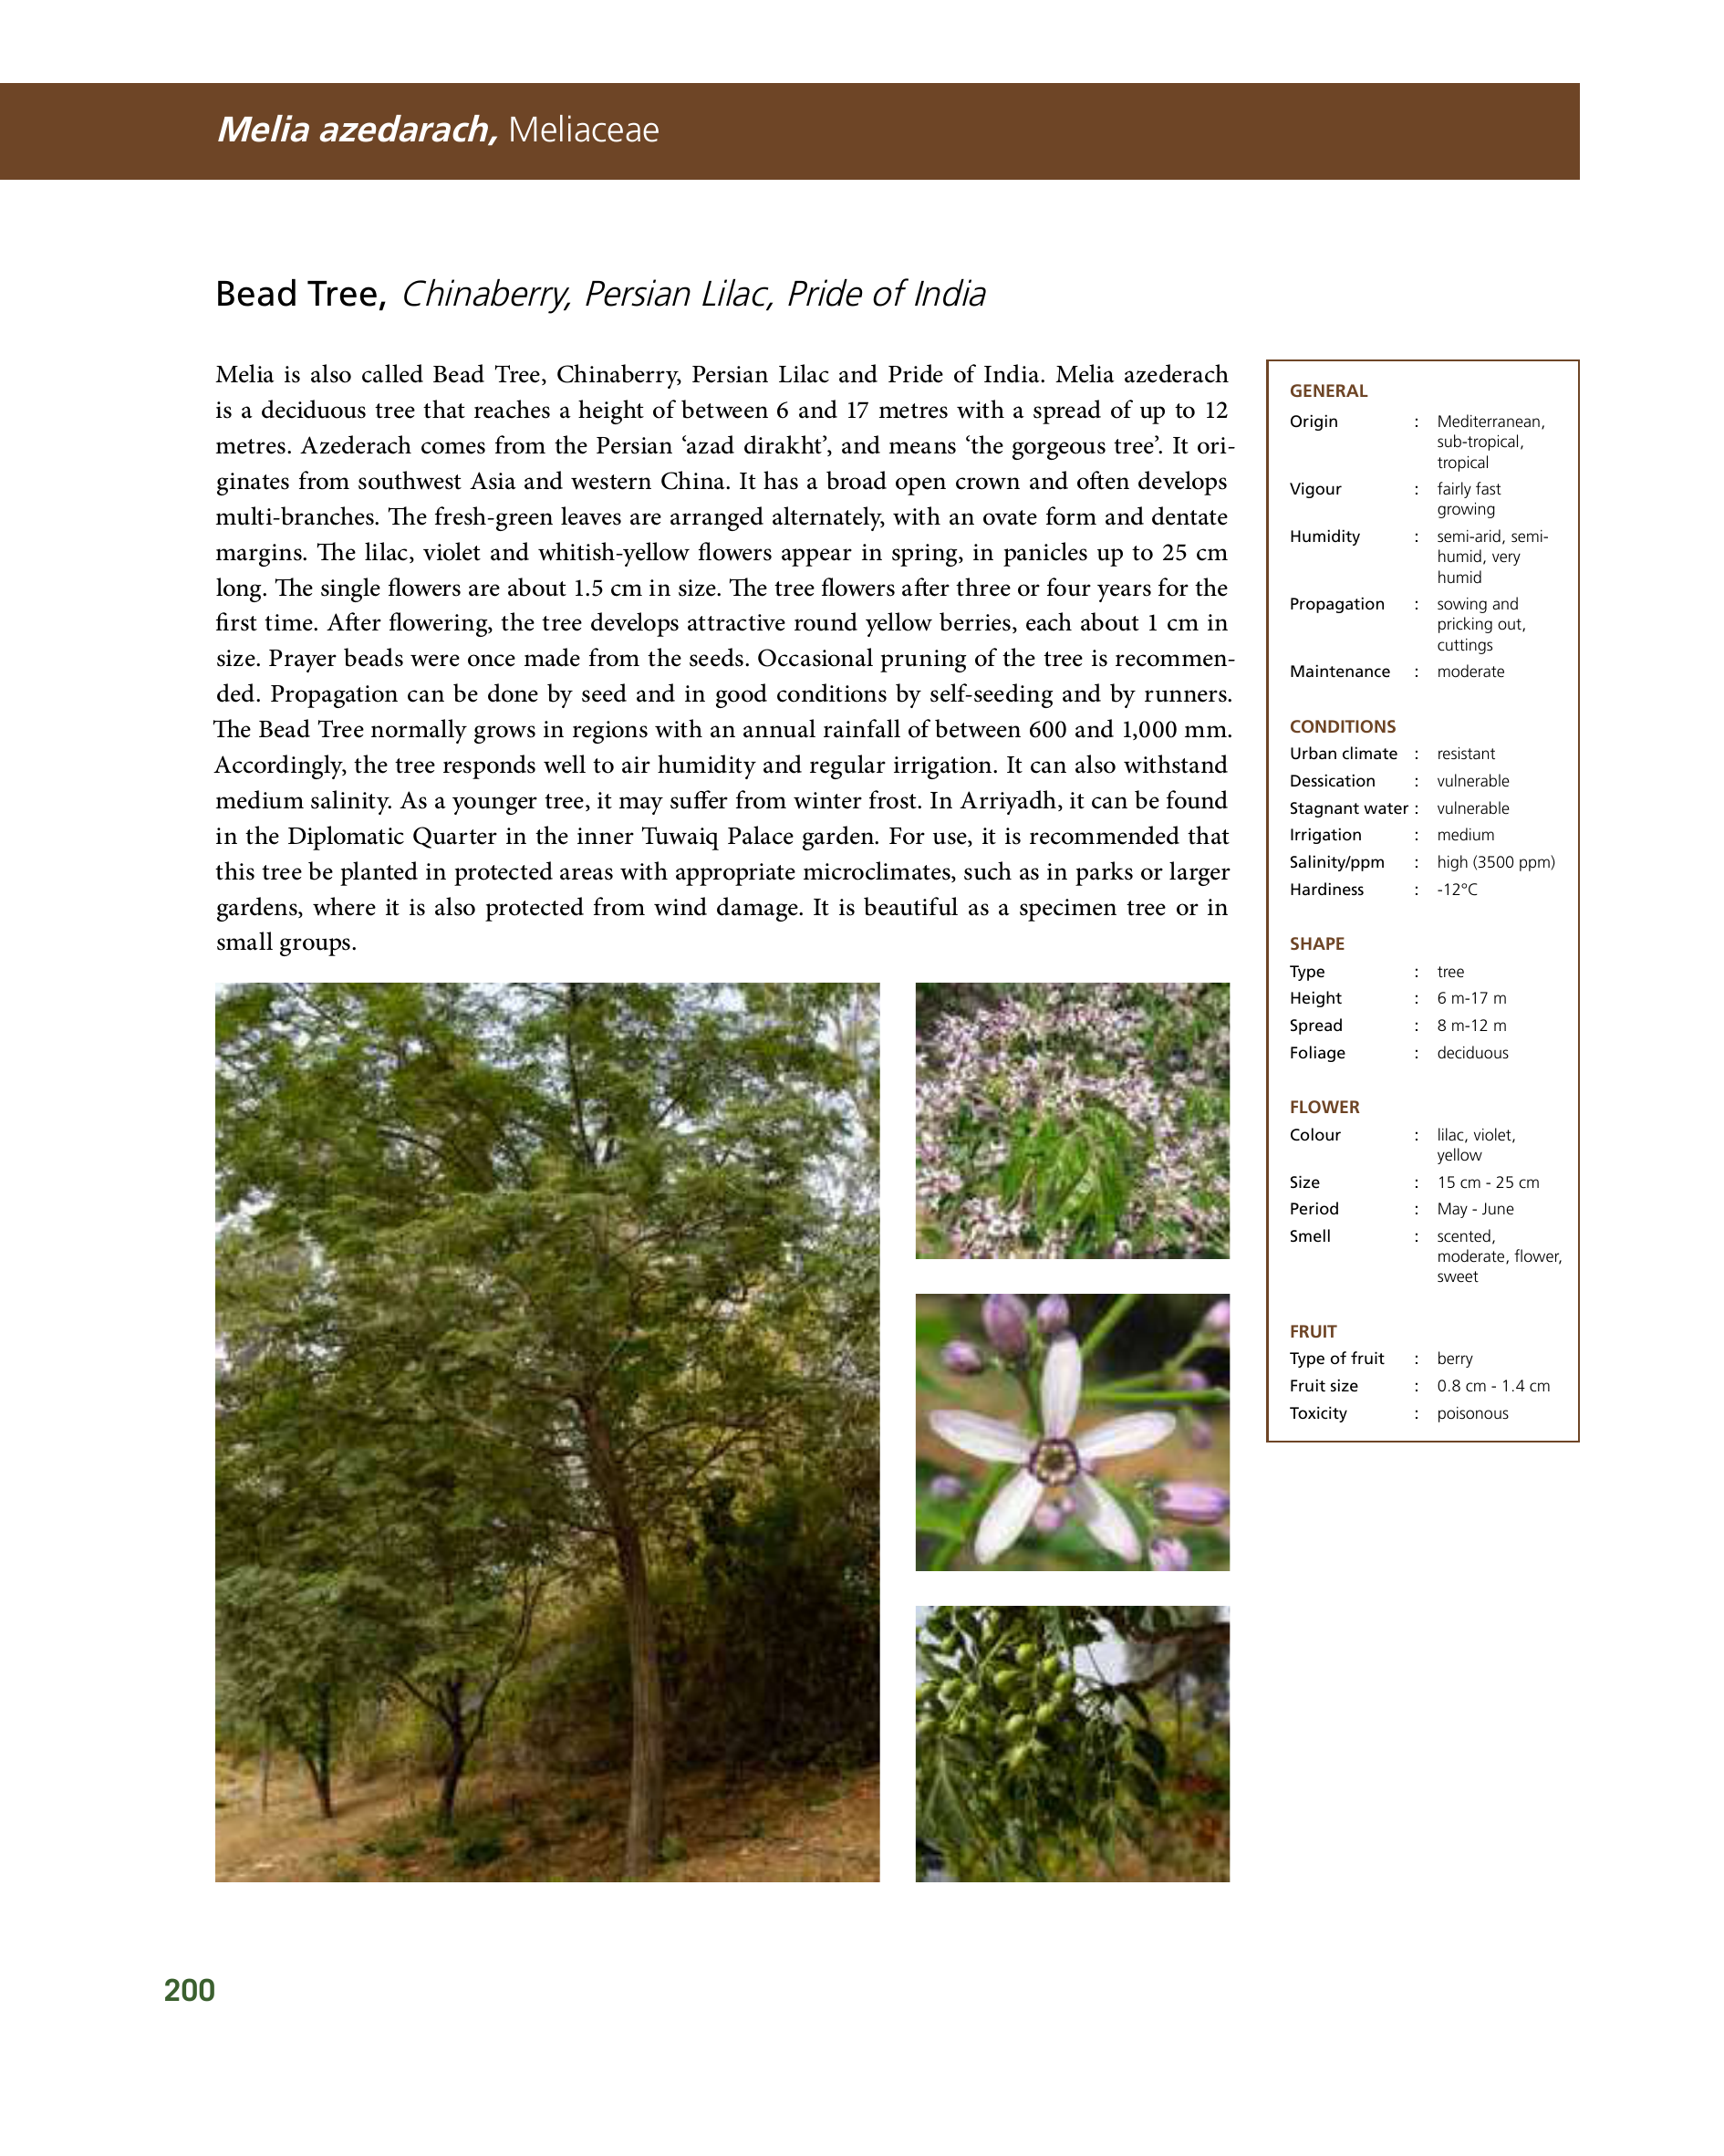 Melia azedarach, Meliaceae
Bead Tree, Chinaberry, Persian Lilac, Pride of India
Melia is also called Bead Tree, Chinaberry, Persian Lilac and Pride of India. Melia azederach
is a deciduous tree that reaches a height of between 6 and 17 metres with a spread of up to 12
metres. Azederach comes from the Persian ‘azad dirakht’, and means ‘the gorgeous tree’. It ori-
ginates from southwest Asia and western China. It has a broad open crown and often develops
multi-branches. The fresh-green leaves are arranged alternately, with an ovate form and dentate
margins. The lilac, violet and whitish-yellow flowers appear in spring, in panicles up to 25 cm
long. The single flowers are about 1.5 cm in size. The tree flowers after three or four years for the
first time. After flowering, the tree develops attractive round yellow berries, each about 1 cm in
size. Prayer beads were once made from the seeds. Occasional pruning of the tree is recommen-
ded. Propagation can be done by seed and in good conditions by self-seeding and by runners.
The Bead Tree normally grows in regions with an annual rainfall of between 600 and 1,000 mm.
Accordingly, the tree responds well to air humidity and regular irrigation. It can also withstand
medium salinity. As a younger tree, it may suffer from winter frost. In Arriyadh, it can be found
in the Diplomatic Quarter in the inner Tuwaiq Palace garden. For use, it is recommended that
this tree be planted in protected areas with appropriate microclimates, such as in parks or larger
gardens, where it is also protected from wind damage. It is beautiful as a specimen tree or in
small groups.
GENERAL
Origin : Mediterranean,
sub-tropical,
tropical
Vigour : fairly fast
growing
Humidity : semi-arid, semi-
humid, very
humid
Propagation : sowing and
pricking out,
cuttings
Maintenance : moderate
CONDITIONS
Urban climate : resistant
Dessication : vulnerable
Stagnant water : vulnerable
Irrigation : medium
Salinity/ppm : high (3500 ppm)
Hardiness : -12°C
SHAPE
Type : tree
Height : 6 m-17 m
Spread : 8 m-12 m
Foliage : deciduous
FLOWER
Colour : lilac, violet,
yellow
Size : 15 cm - 25 cm
Period : May - June
Smell : scented,
moderate, flower,
sweet
FRUIT
Type of fruit : berry
Fruit size : 0.8 cm - 1.4 cm
Toxicity : poisonous
200